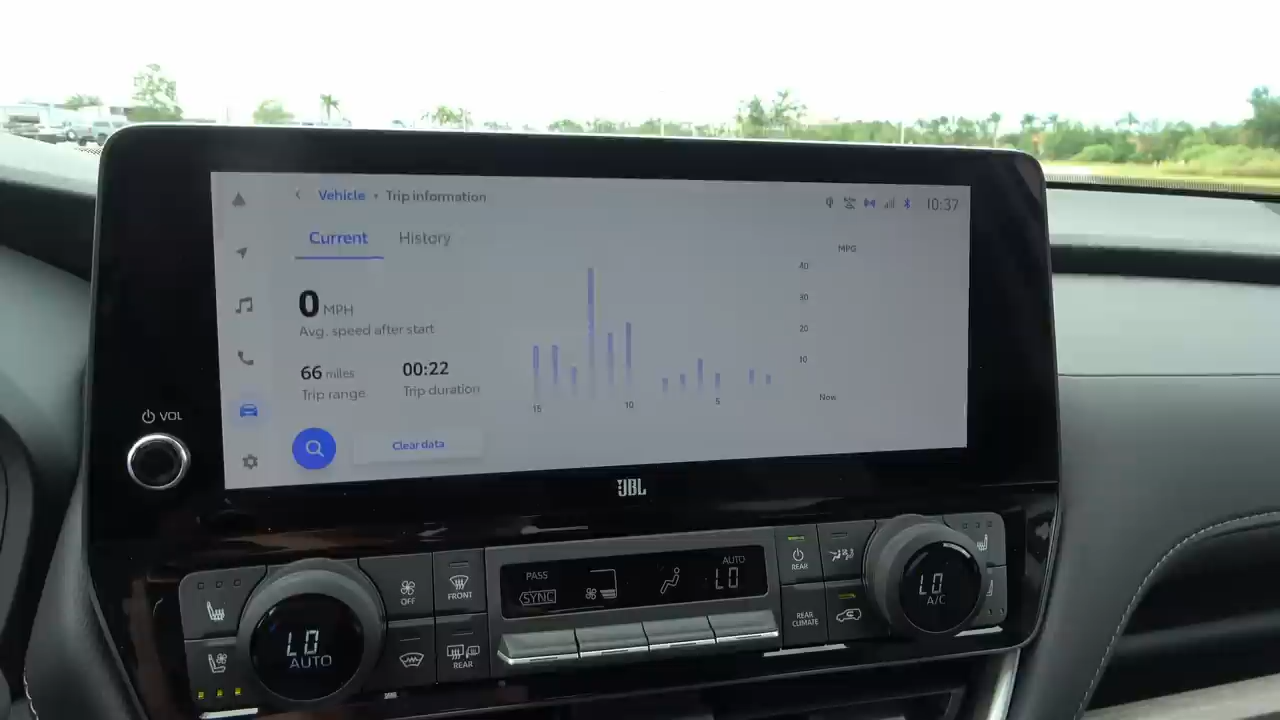 Vehicle • Trip information
10:37
Current History
MPG
0 MPH
Avg. speed after start
66 miles 00:22
Trip range Trip duration
Clear data
40
30
20
10
15 10 5 Now
VOL
JBL
LO
AUTO
OFF
FRONT
REAR
PASS
SYNC
AUTO
LO
REAR
REAR
CLIMATE
LO
A/C